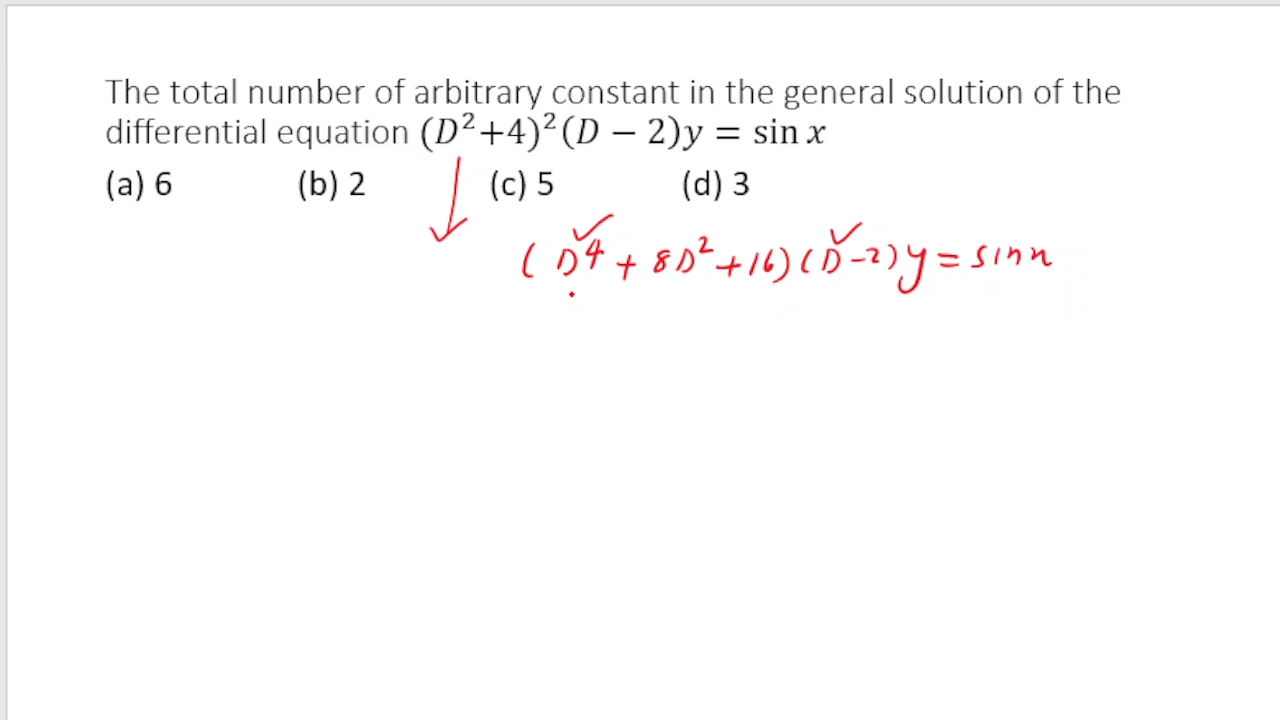 The total number of arbitrary constant in the general solution of the
differential equation (D²+4)²(D − 2)y = sin x
(a) 6 (b) 2 (c) 5 (d) 3
(D⁴ + 8D² + 16)(D − 2)y = sin x